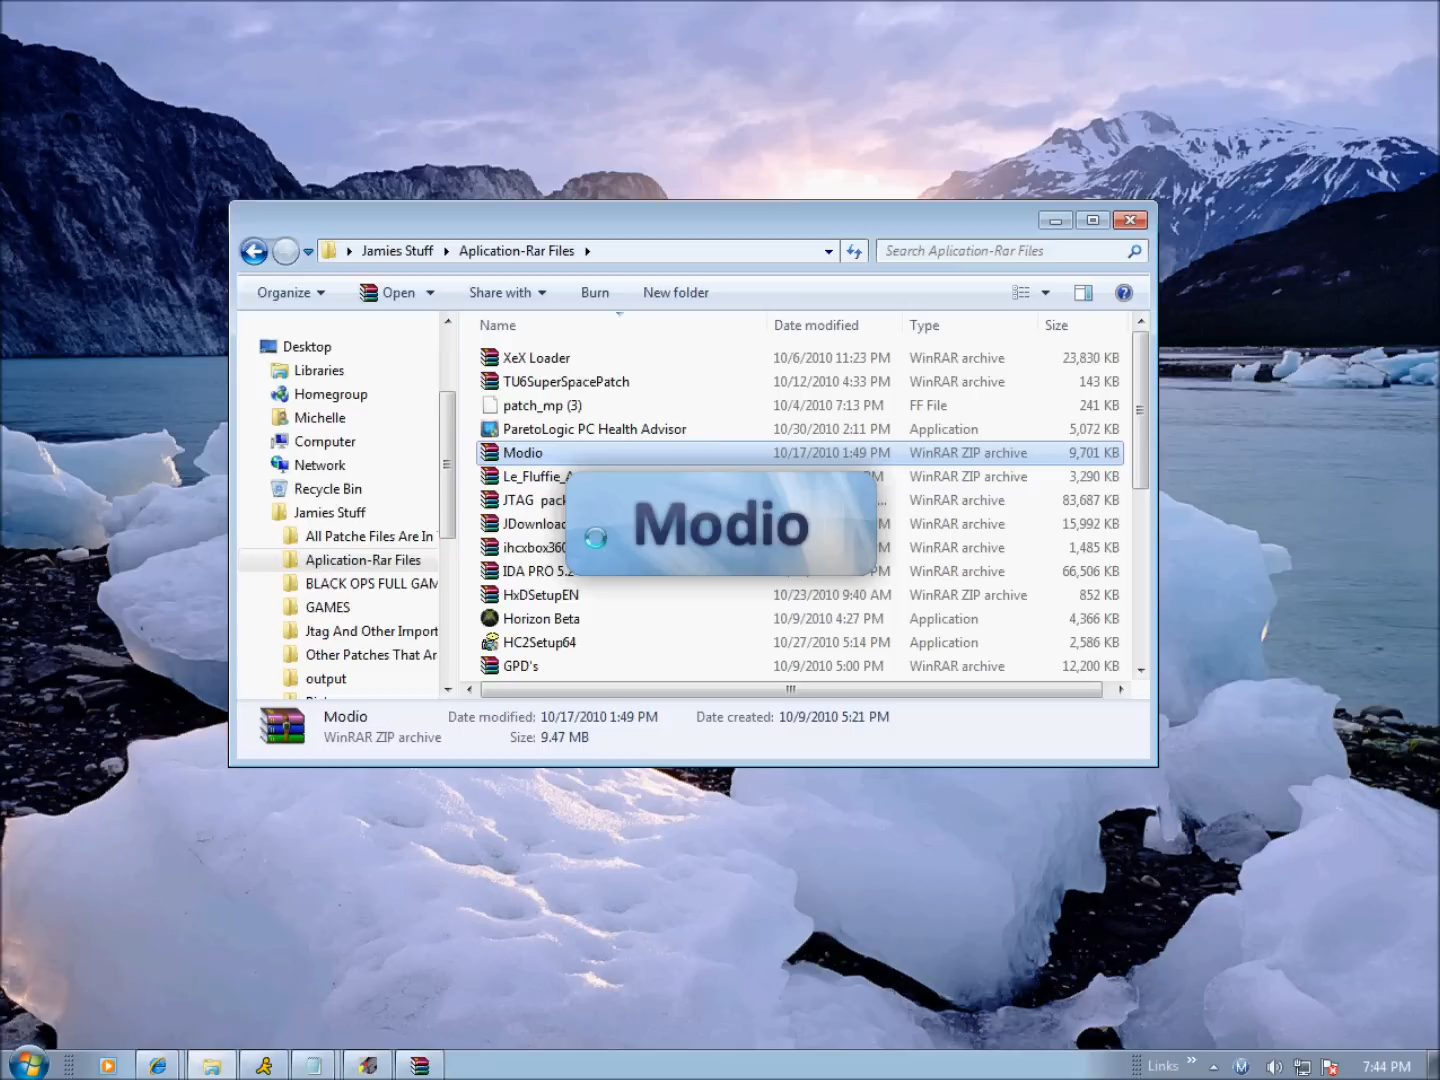 Jamies Stuff Aplication-Rar Files Search Aplication-Rar Files
Organize Open Share with Burn New folder
Name Date modified Type Size
Desktop
Libraries
Homegroup
Michelle
Computer
Network
Recycle Bin
Jamies Stuff
All Patche Files Are In
Aplication-Rar Files
BLACK OPS FULL GAM
GAMES
Jtag And Other Import
Other Patches That Ar
output
XeX Loader 10/6/2010 11:23 PM WinRAR archive 23,830 KB
TU6SuperSpacePatch 10/12/2010 4:33 PM WinRAR archive 143 KB
patch_mp (3) 10/4/2010 7:13 PM FF File 241 KB
ParetoLogic PC Health Advisor 10/30/2010 2:11 PM Application 5,072 KB
Modio 10/17/2010 1:49 PM WinRAR ZIP archive 9,701 KB
Le_Fluffie_ M WinRAR ZIP archive 3,290 KB
JTAG pack ... WinRAR archive 83,687 KB
JDownload M WinRAR archive 15,992 KB
ihcxbox360 M WinRAR archive 1,485 KB
IDA PRO 5.2 PM WinRAR archive 66,506 KB
HxDSetupEN 10/23/2010 9:40 AM WinRAR ZIP archive 852 KB
Horizon Beta 10/9/2010 4:27 PM Application 4,366 KB
HC2Setup64 10/27/2010 5:14 PM Application 2,586 KB
GPD's 10/9/2010 5:00 PM WinRAR archive 12,200 KB
Modio
Modio Date modified: 10/17/2010 1:49 PM Date created: 10/9/2010 5:21 PM
WinRAR ZIP archive Size: 9.47 MB
Links 7:44 PM